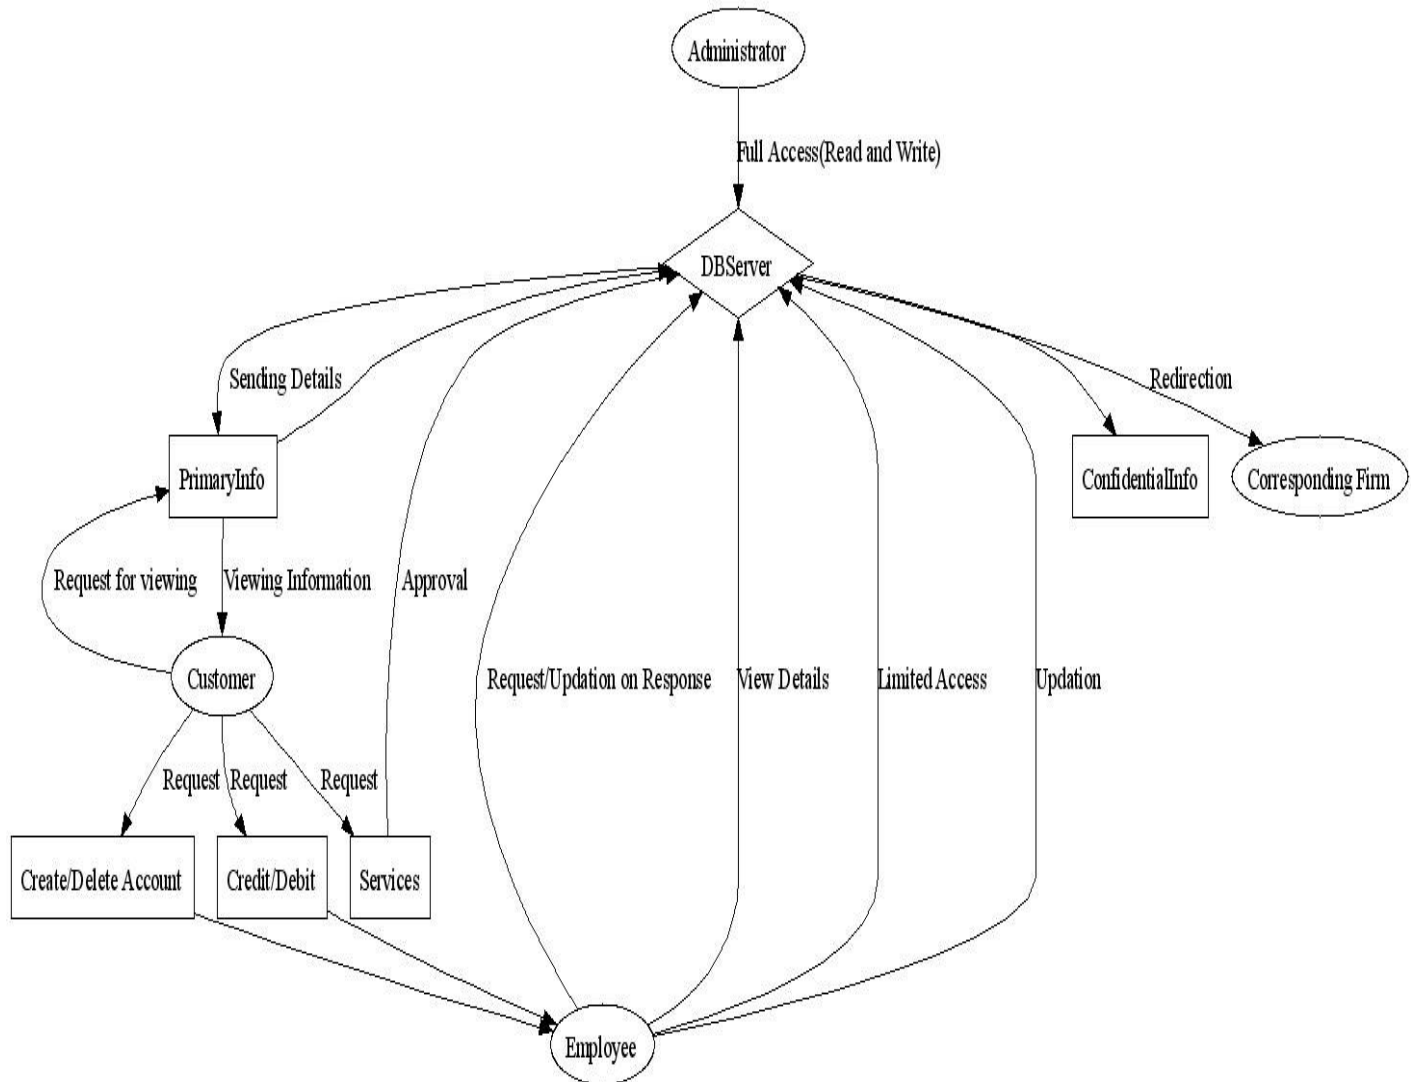 Administrator
Full Access(Read and Write)
DBServer
Sending Details
Redirection
PrimaryInfo
ConfidentialInfo
Corresponding Firm
Request for viewing
Viewing Information
Approval
Customer
Request/Updation on Response
View Details
Limited Access
Updation
Request
Request
Request
Create/Delete Account
Credit/Debit
Services
Employee